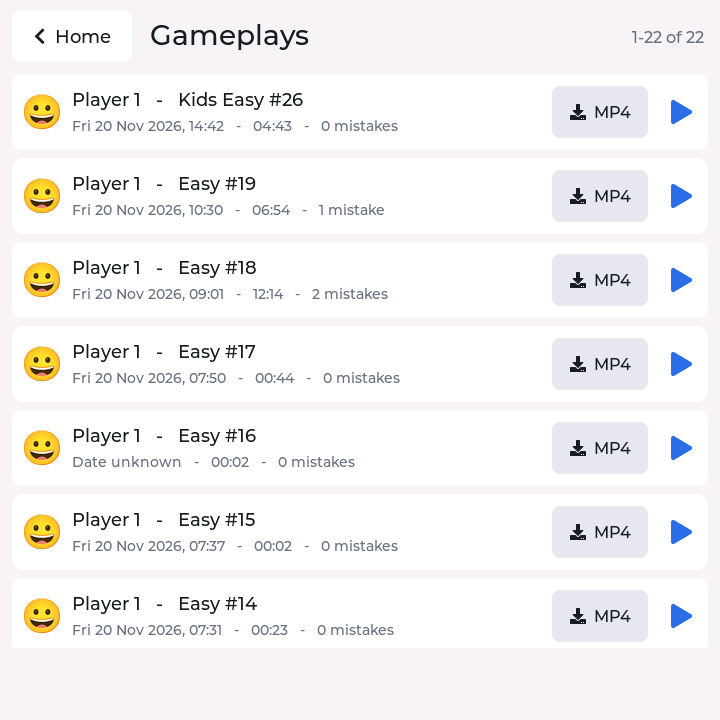 Home
Gameplays
1-22 of 22
Player 1 - Kids Easy #26
Fri 20 Nov 2026, 14:42 - 04:43 - 0 mistakes
MP4
Player 1 - Easy #19
Fri 20 Nov 2026, 10:30 - 06:54 - 1 mistake
MP4
Player 1 - Easy #18
Fri 20 Nov 2026, 09:01 - 12:14 - 2 mistakes
MP4
Player 1 - Easy #17
Fri 20 Nov 2026, 07:50 - 00:44 - 0 mistakes
MP4
Player 1 - Easy #16
Date unknown - 00:02 - 0 mistakes
MP4
Player 1 - Easy #15
Fri 20 Nov 2026, 07:37 - 00:02 - 0 mistakes
MP4
Player 1 - Easy #14
Fri 20 Nov 2026, 07:31 - 00:23 - 0 mistakes
MP4